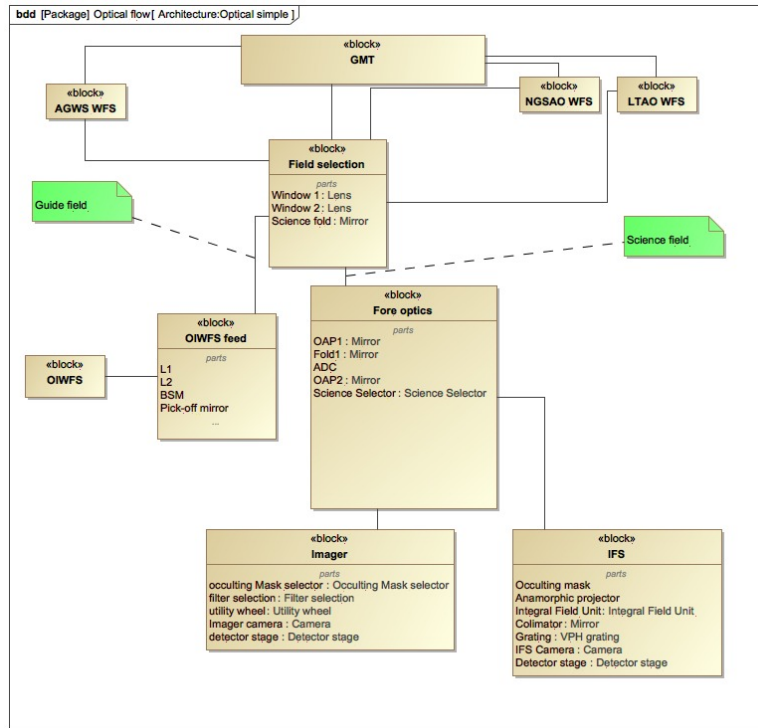 bdd [Package] Optical flow[ Architecture:Optical simple ]
«block»
GMT
«block»
AGWS WFS
«block»
NGSAO WFS
«block»
LTAO WFS
«block»
Field selection
parts
Window 1 : Lens
Window 2 : Lens
Science fold : Mirror
Guide field
Science field
«block»
Fore optics
parts
OAP1 : Mirror
Fold1 : Mirror
ADC
OAP2 : Mirror
Science Selector : Science Selector
«block»
OIWFS feed
parts
L1
L2
BSM
Pick-off mirror
...
«block»
OIWFS
«block»
Imager
parts
occulting Mask selector : Occulting Mask selector
filter selection : Filter selection
utility wheel : Utility wheel
Imager camera : Camera
detector stage : Detector stage
«block»
IFS
parts
Occulting mask
Anamorphic projector
Integral Field Unit : Integral Field Unit
Colimator : Mirror
Grating : VPH grating
IFS Camera : Camera
Detector stage : Detector stage